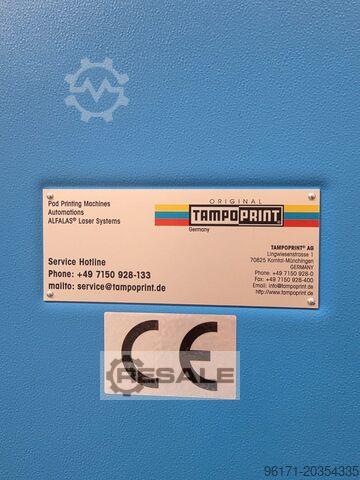 Pad Printing Machines
Automations
ALFALAS® Laser Systems
ORIGINAL
TAMPOPRINT®
Germany
Service Hotline
Phone: +49 7150 928-133
mailto: service@tampoprint.de
TAMPOPRINT® AG
Lingwiesenstrasse 1
70825 Korntal-Münchingen
GERMANY
Phone: +49 7150 928-0
Fax: +49 7150 928-400
Email: info@tampoprint.de
http://www.tampoprint.de
CE
RESALE
96171-20354335